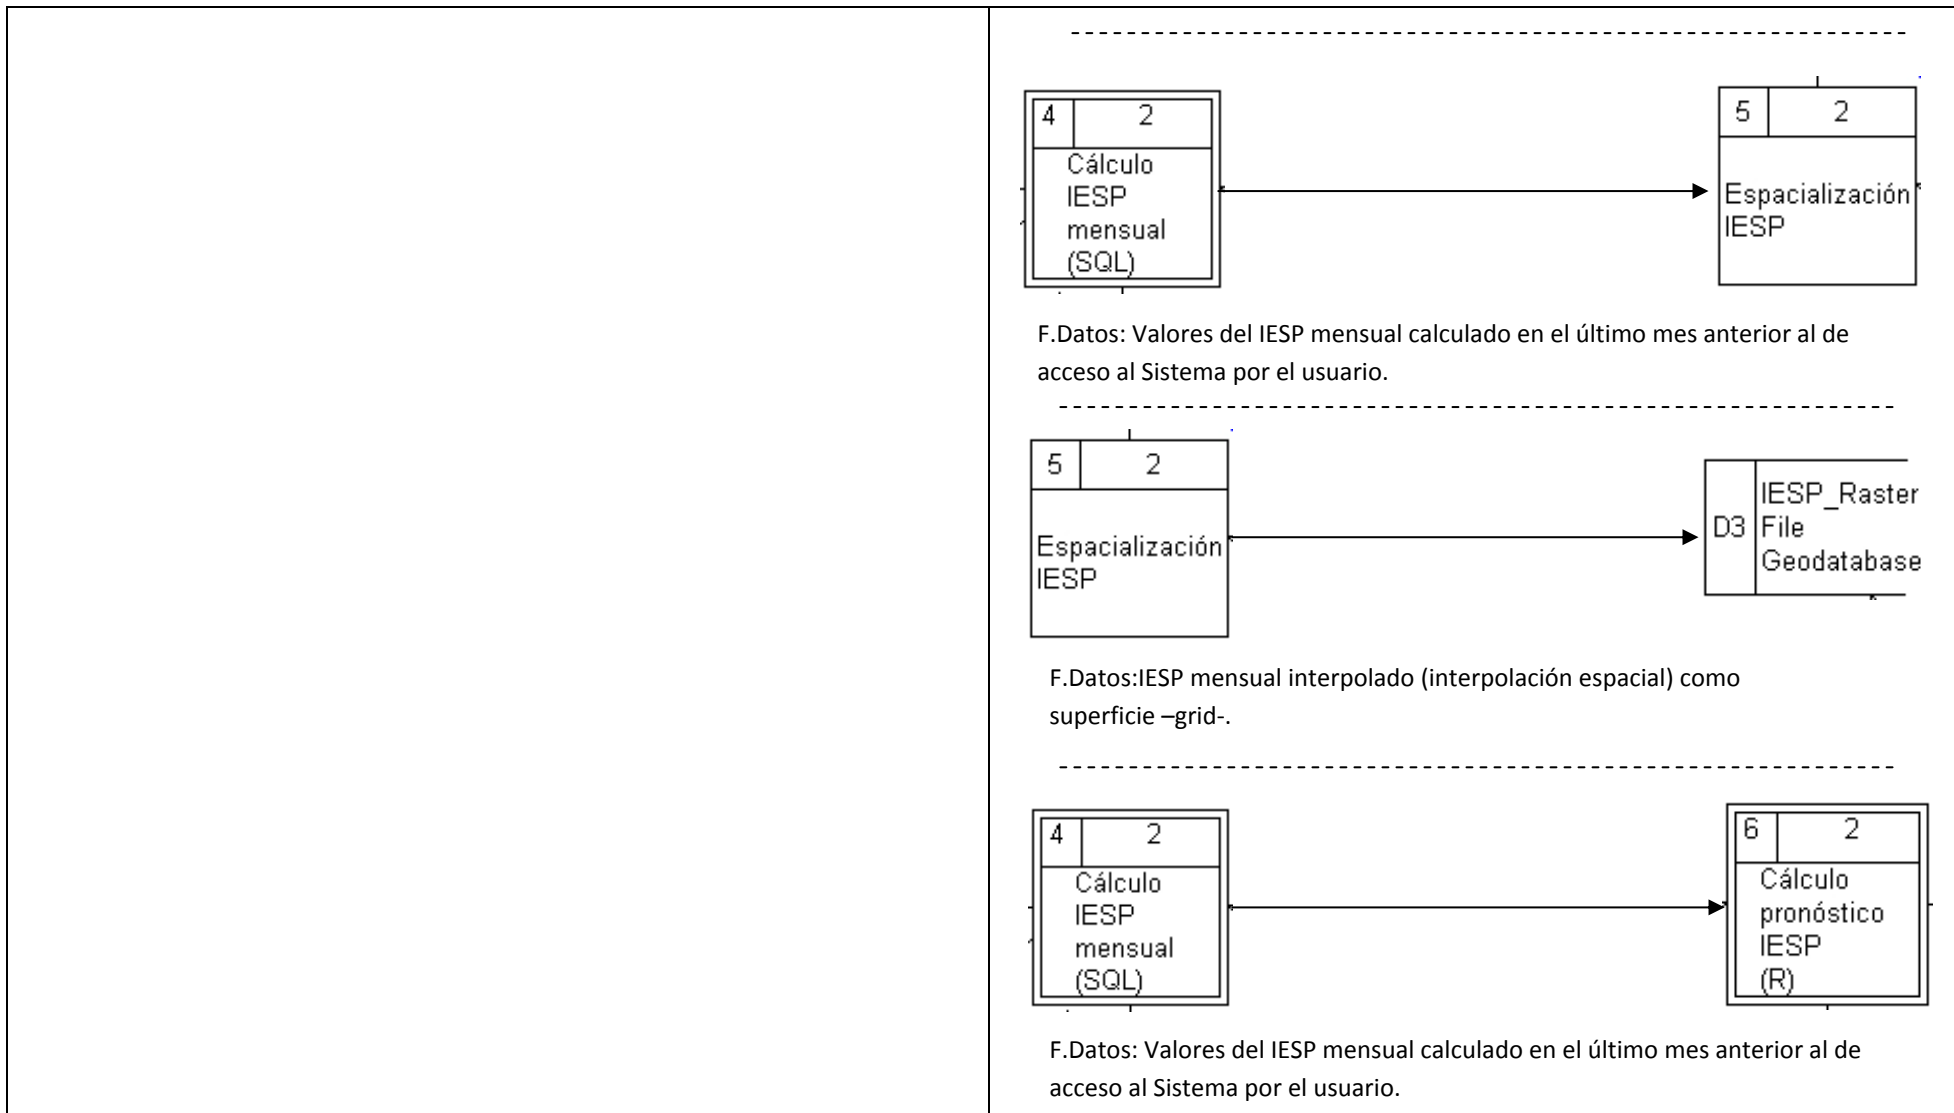 4 2
Cálculo
IESP
mensual
(SQL)
5 2
Espacialización
IESP
F.Datos: Valores del IESP mensual calculado en el último mes anterior al de
acceso al Sistema por el usuario.
5 2
Espacialización
IESP
D3
IESP_Raster
File
Geodatabase
F.Datos:IESP mensual interpolado (interpolación espacial) como
superficie –grid-.
4 2
Cálculo
IESP
mensual
(SQL)
6 2
Cálculo
pronóstico
IESP
(R)
F.Datos: Valores del IESP mensual calculado en el último mes anterior al de
acceso al Sistema por el usuario.